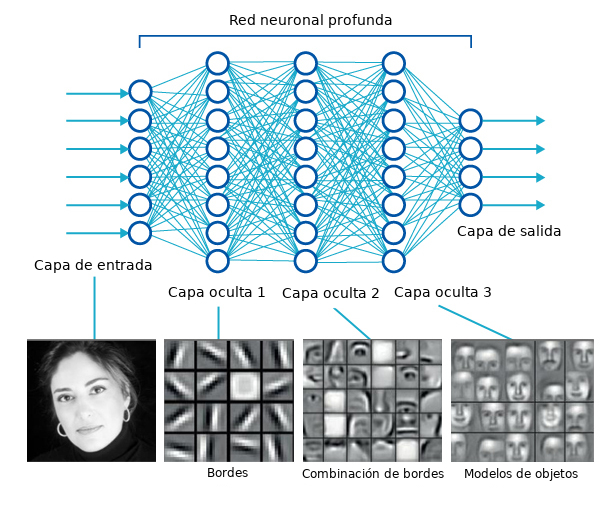 Red neuronal profunda
Capa de salida
Capa de entrada
Capa oculta 1
Capa oculta 2
Capa oculta 3
Bordes
Combinación de bordes
Modelos de objetos